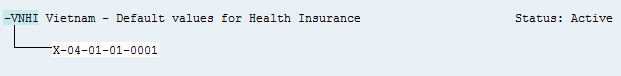 -VNHI Vietnam - Default values for Health Insurance Status: Active
X-04-01-01-0001